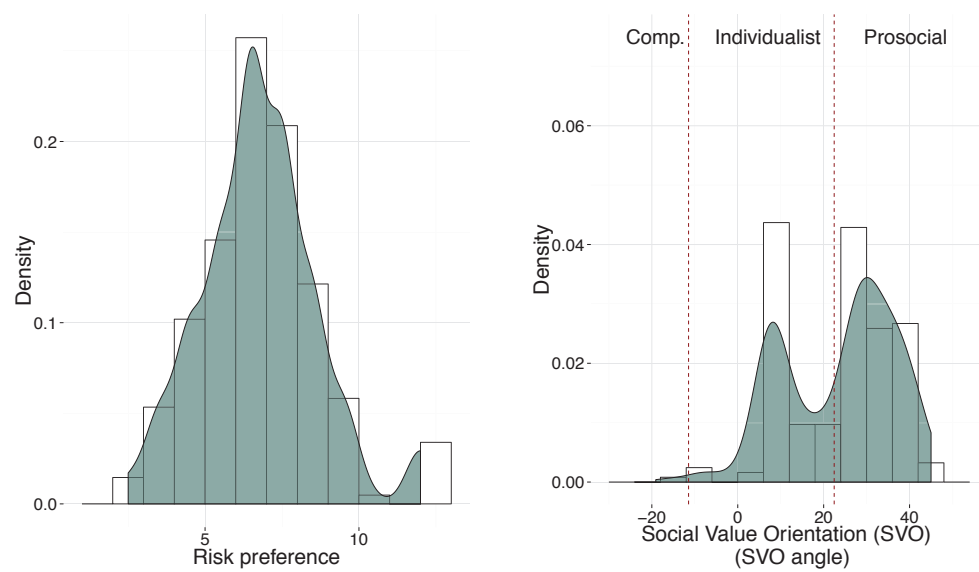 Density
0.2
0.1
0.0
5
10
Risk preference
Comp.
Individualist
Prosocial
Density
0.06
0.04
0.02
0.00
−20
0
20
40
Social Value Orientation (SVO)
(SVO angle)